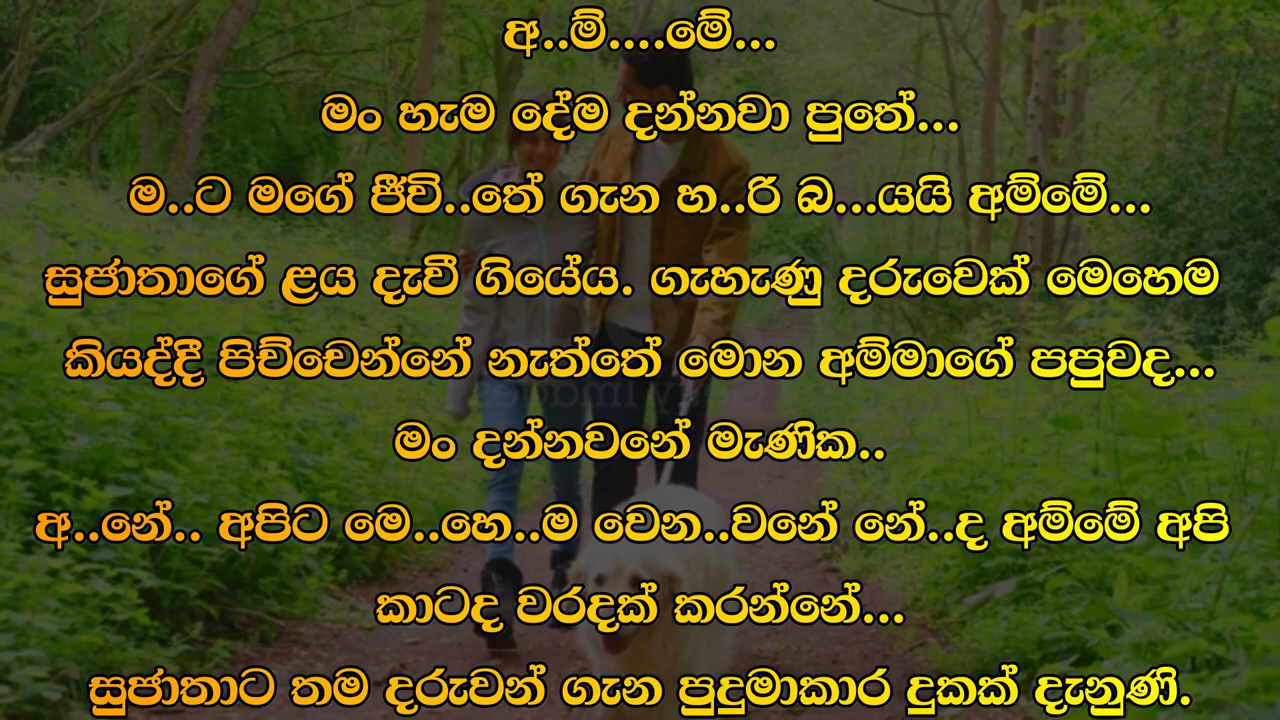 අ..ම්....මේ...
මං හැම දේම දන්නවා පුතේ...
ම..ට මගේ ජීවි..තේ ගැන හ..රි බ...යයි අම්මේ...
සුජාතාගේ ළය දැවී ගියේය. ගැහැණු දරුවෙක් මෙහෙම
කියද්දී පිච්චෙන්නේ නැත්තේ මොන අම්මාගේ පපුවද...
මං දන්නවනේ මැණික..
අ..නේ.. අපිට මෙ..හෙ..ම වෙන..වනේ නේ..ද අම්මේ අපි
කාටද වරදක් කරන්නේ...
සුජාතාට තම දරුවන් ගැන පුදුමාකාර දුකක් දැනුණි.